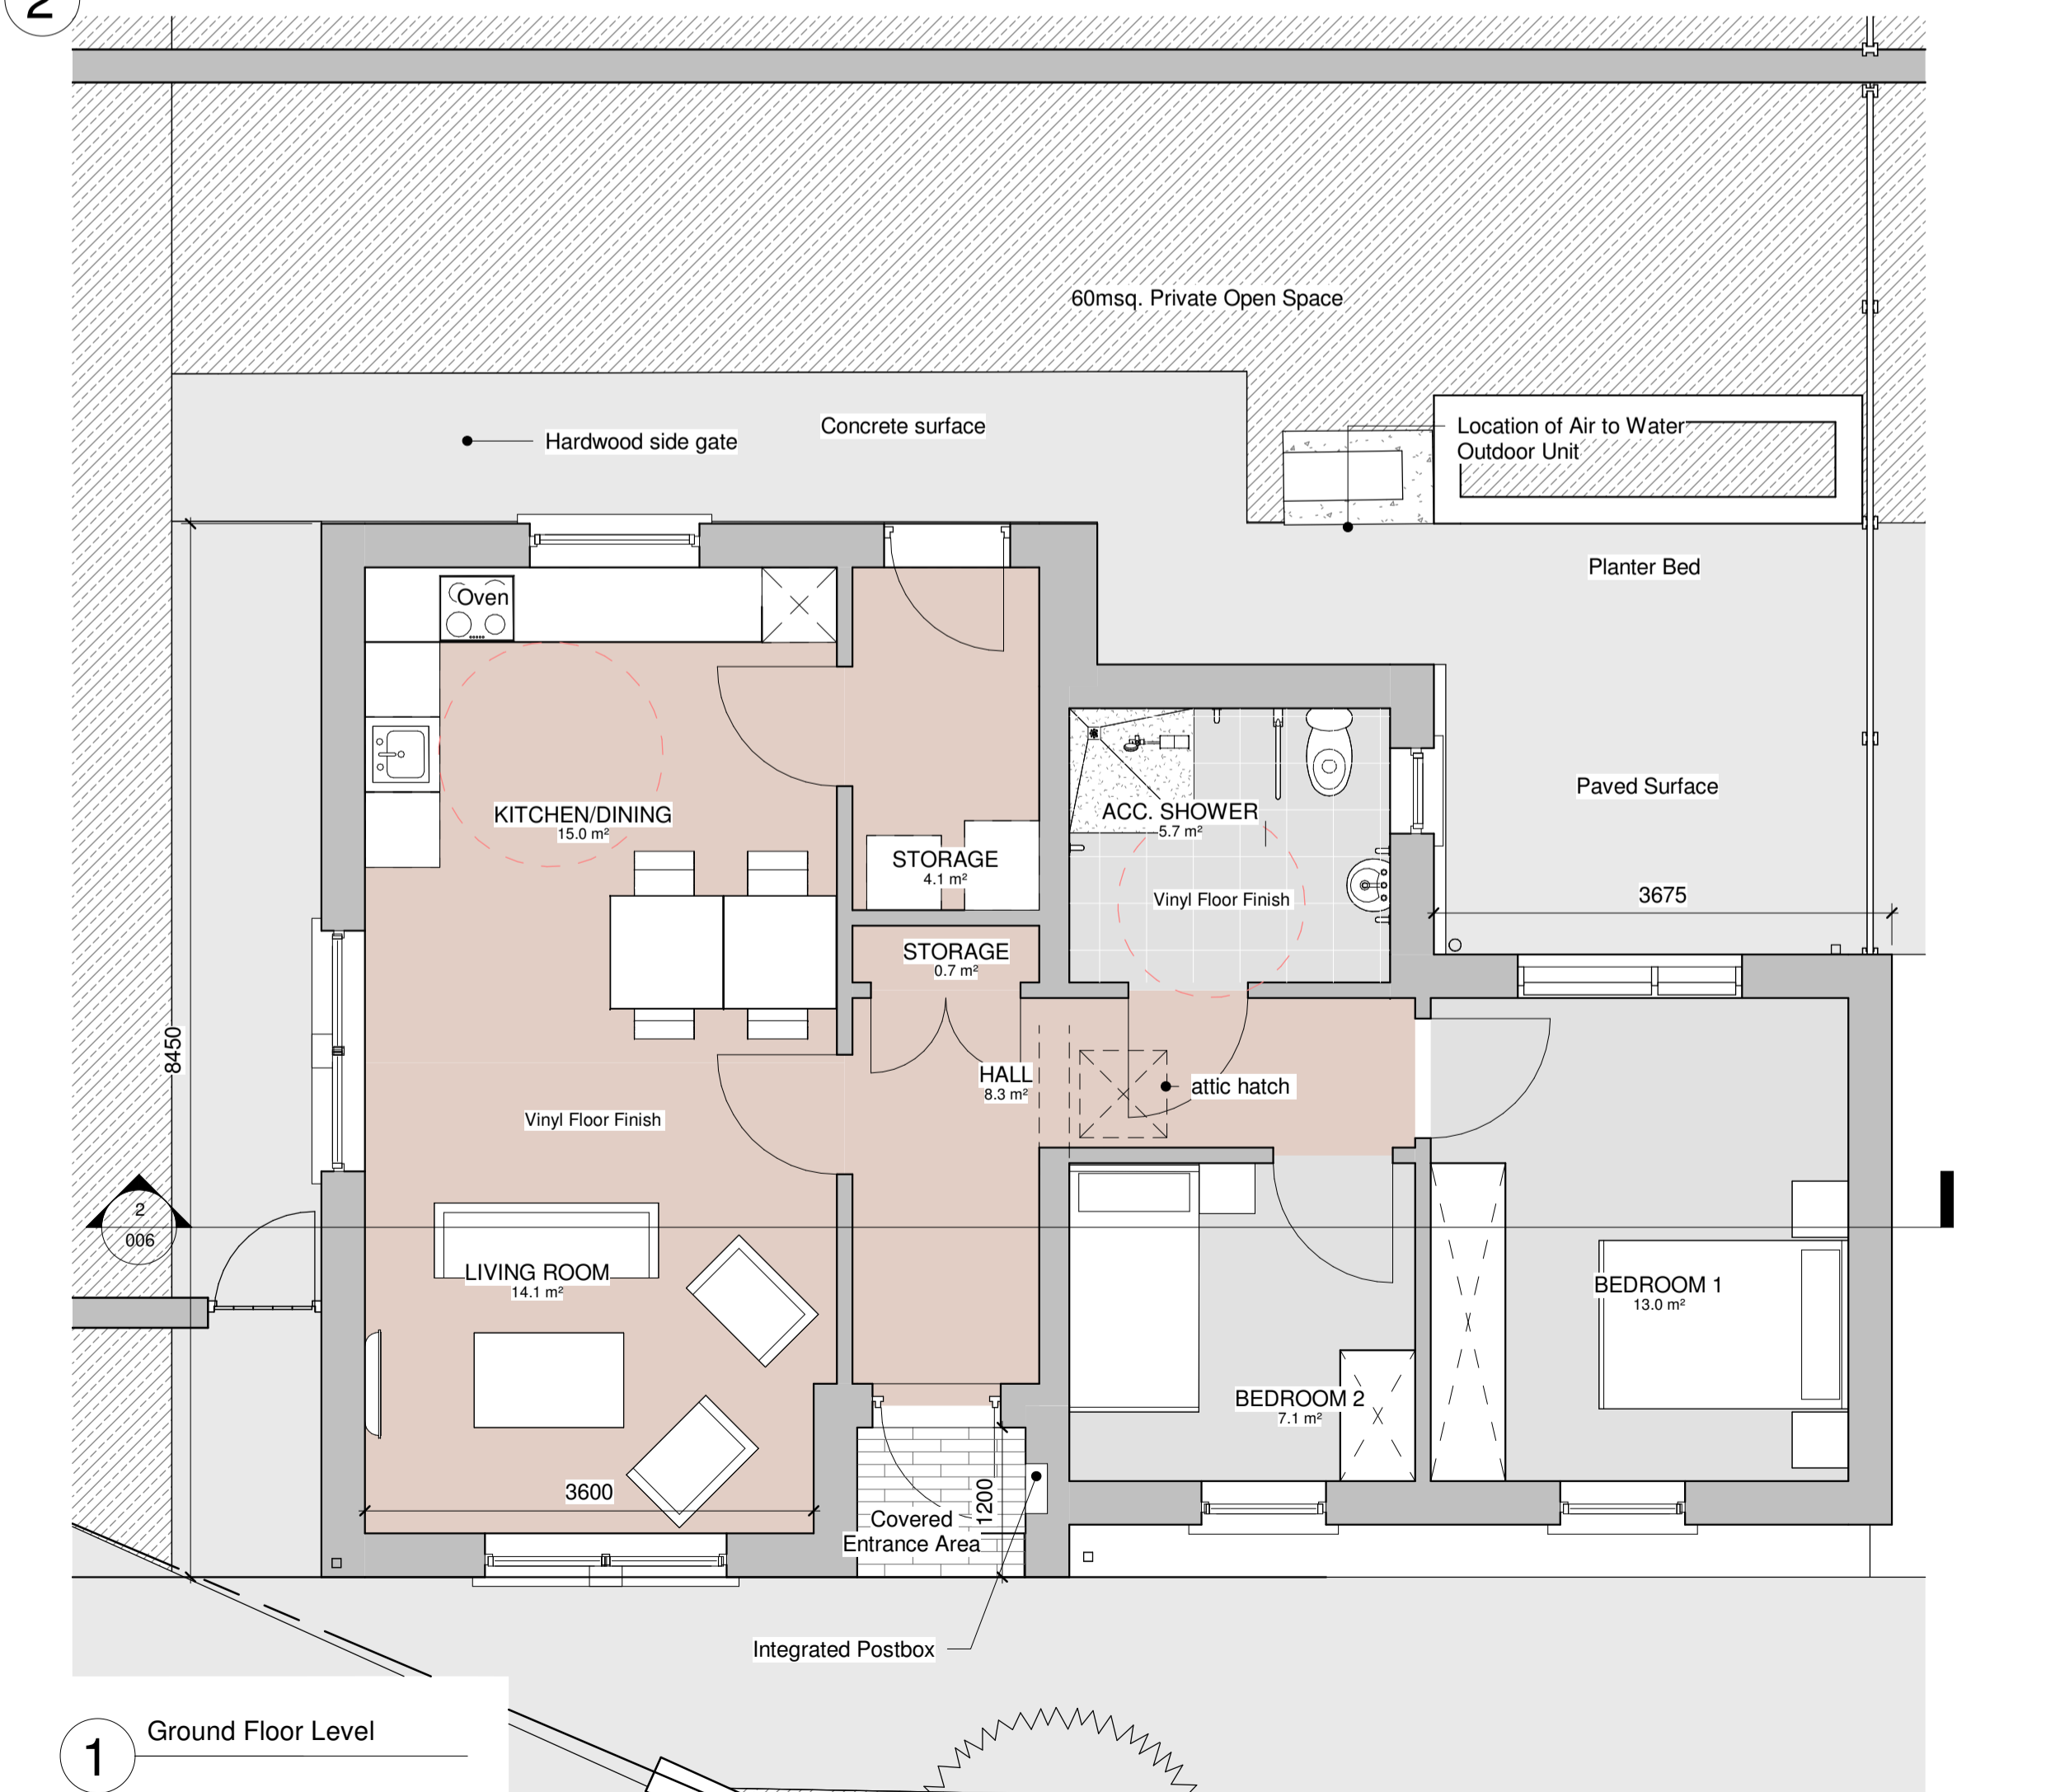 2
60msq. Private Open Space
Location of Air to Water
Outdoor Unit
Concrete surface
Hardwood side gate
Planter Bed
Oven
Paved Surface
KITCHEN/DINING
15.0 m²
ACC. SHOWER
5.7 m²
STORAGE
4.1 m²
Vinyl Floor Finish
3675
STORAGE
0.7 m²
8450
HALL
8.3 m²
attic hatch
Vinyl Floor Finish
2
006
LIVING ROOM
14.1 m²
BEDROOM 1
13.0 m²
BEDROOM 2
7.1 m²
3600
1200
Covered
Entrance Area
Integrated Postbox
1
Ground Floor Level